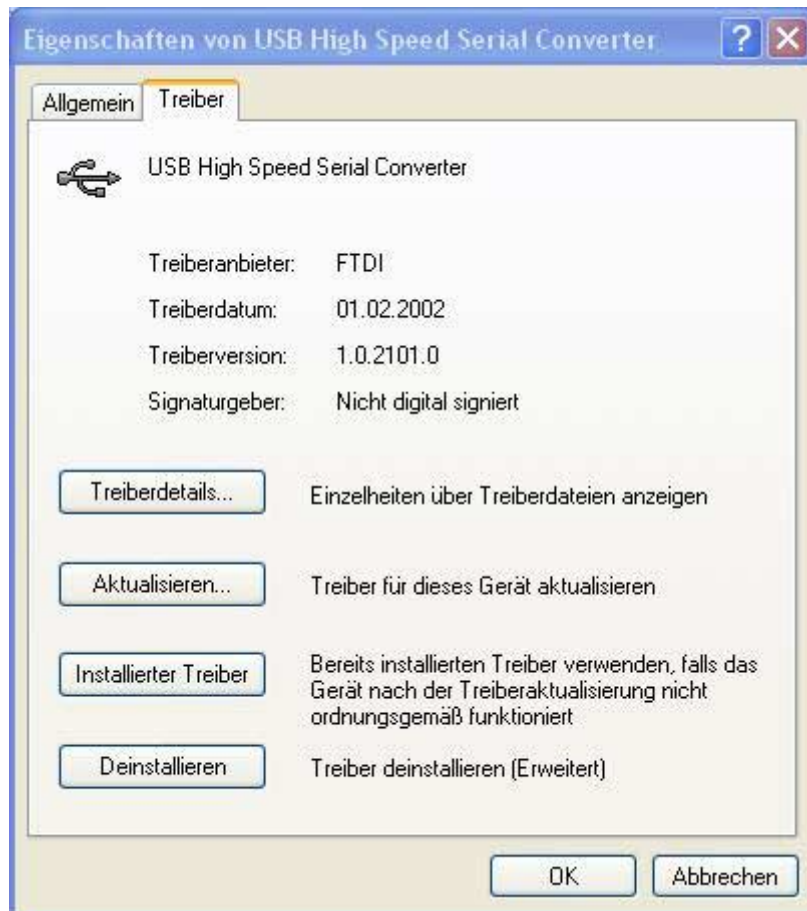 Eigenschaften von USB High Speed Serial Converter
Allgemein
Treiber
USB High Speed Serial Converter
Treiberanbieter: FTDI
Treiberdatum: 01.02.2002
Treiberversion: 1.0.2101.0
Signaturgeber: Nicht digital signiert
Treiberdetails... Einzelheiten über Treiberdateien anzeigen
Aktualisieren... Treiber für dieses Gerät aktualisieren
Installierter Treiber
Bereits installierten Treiber verwenden, falls das
Gerät nach der Treiberaktualisierung nicht
ordnungsgemäß funktioniert
Deinstallieren Treiber deinstallieren (Erweitert)
OK Abbrechen